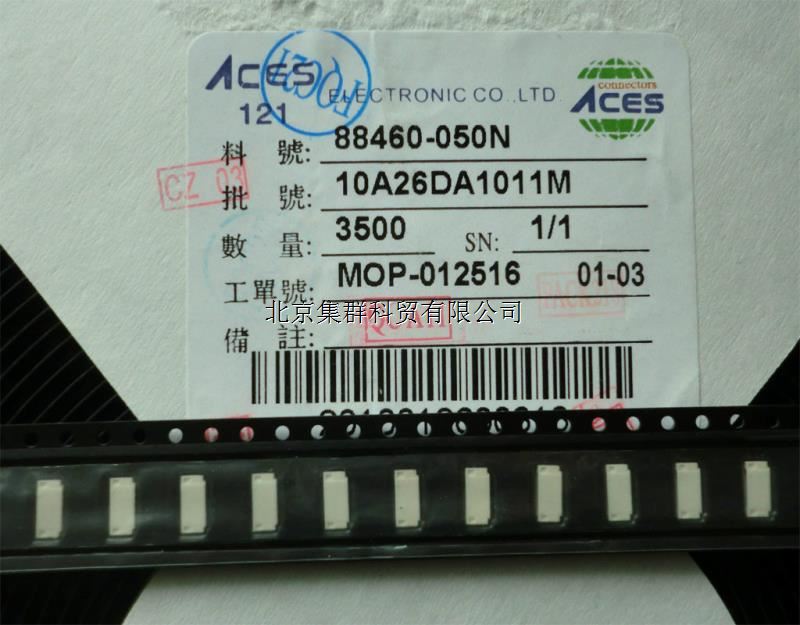 ACES
ELECTRONIC CO.,LTD.
connectors
ACES
121
料 號: 88460-050N
CZ 03
批 號: 10A26DA1011M
數 量: 3500 SN: 1/1
工單號: MOP-012516 01-03
北京集群科贸有限公司
備 註: